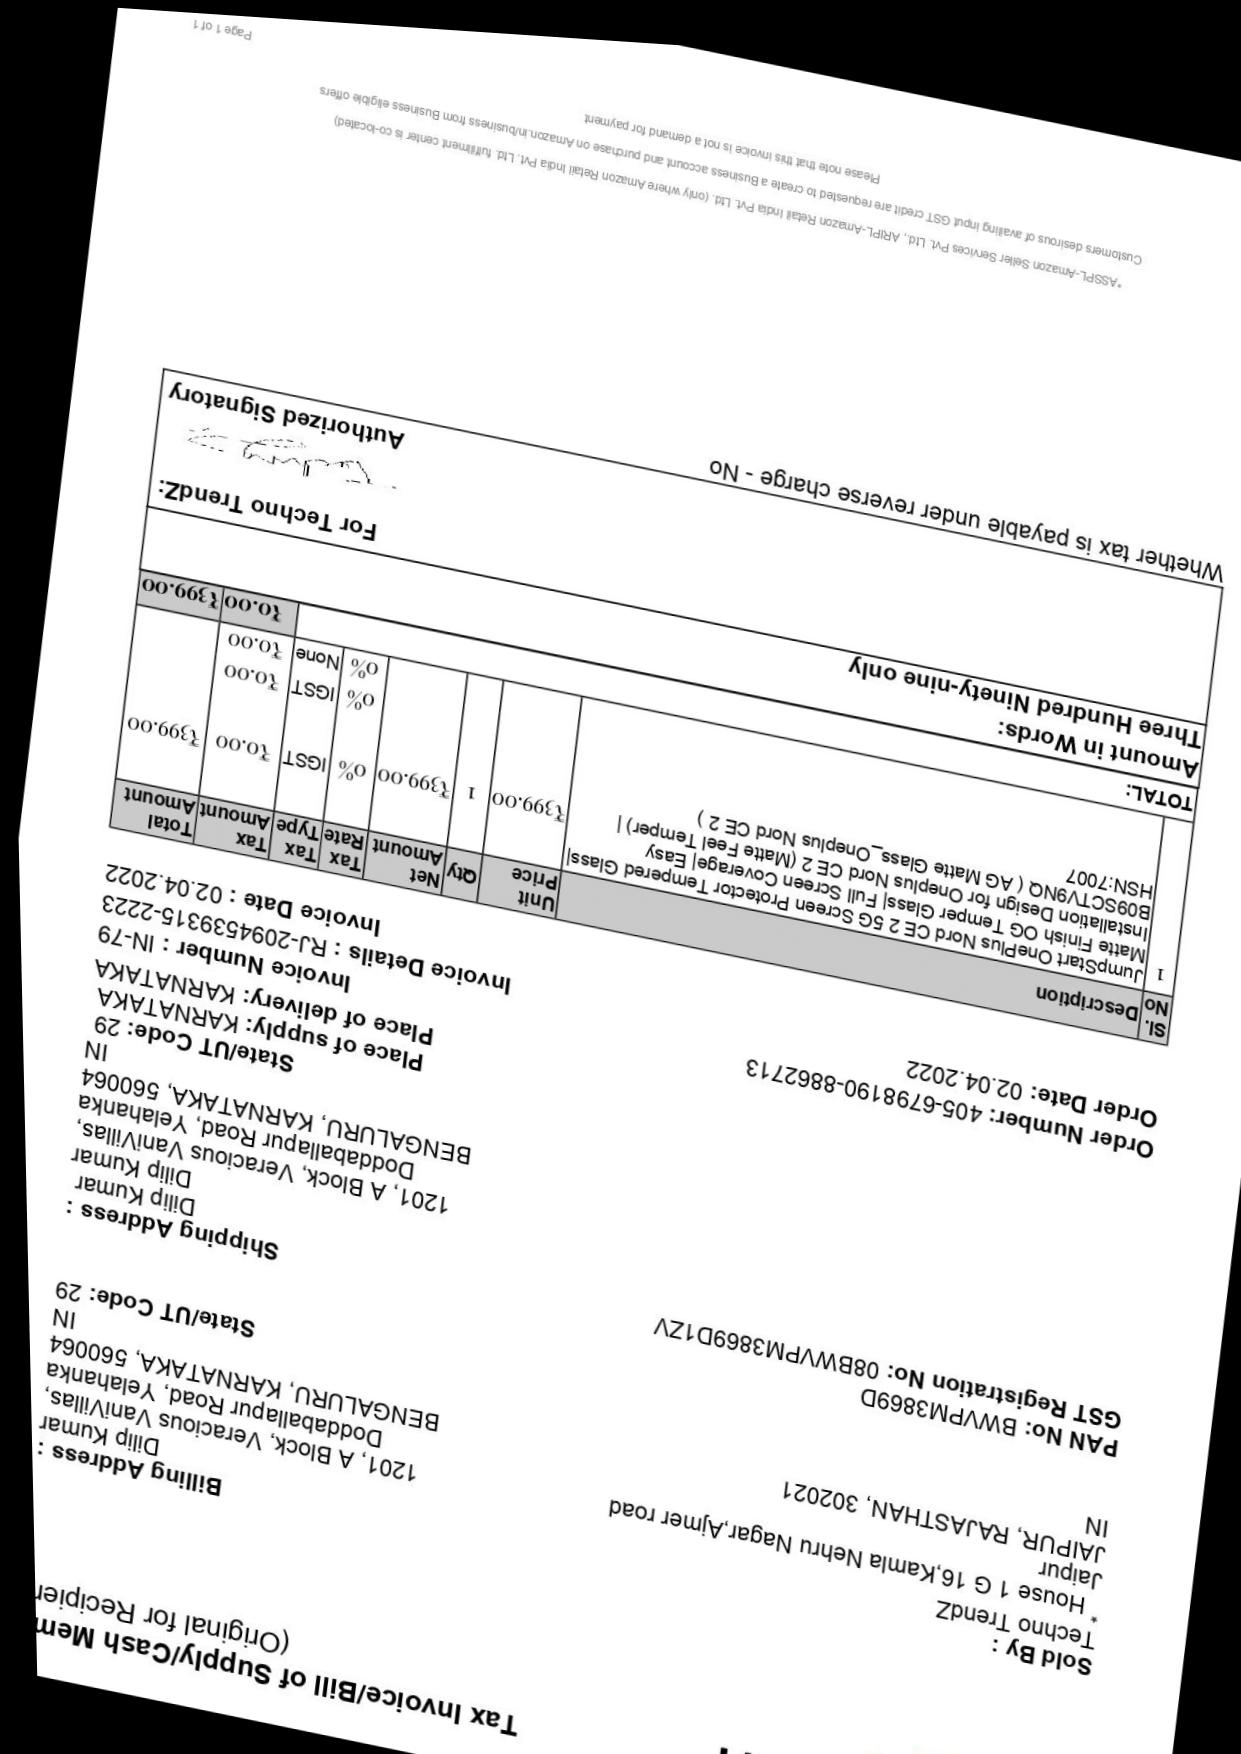 Tax Invoice/Bill of Supply/Cash Mem
(Original for Recipier
Sold By :
Techno TrendZ
* House 1 G 16,Kamla Nehru Nagar,Ajmer road
Jaipur
JAIPUR, RAJASTHAN, 302021
IN
PAN No: BWVPM3869D
GST Registration No: 08BWVPM3869D1ZV
Billing Address :
Dilip Kumar
1201, A Block, Veracious VaniVillas,
Doddaballapur Road, Yelahanka
BENGALURU, KARNATAKA, 560064
IN
State/UT Code: 29
Shipping Address :
Dilip Kumar
Dilip Kumar
1201, A Block, Veracious VaniVillas,
Doddaballapur Road, Yelahanka
BENGALURU, KARNATAKA, 560064
IN
State/UT Code: 29
Place of supply: KARNATAKA
Place of delivery: KARNATAKA
Order Number: 405-6798190-8862713
Order Date: 02.04.2022
Invoice Number : IN-79
Invoice Details : RJ-2094539315-2223
Invoice Date : 02.04.2022
Sl. No Description Unit Price Qty Net Amount Tax Rate Tax Type Tax Amount Total Amount
1 JumpStart OnePlus Nord CE 2 5G Screen Protector Tempered Glass| ₹399.00 1 ₹399.00 0% IGST ₹0.00 ₹399.00
Matte Finish OG Temper Glass| Full Screen Coverage| Easy
Installation Design for Oneplus Nord CE 2 (Matte Feel Temper) | 0% IGST ₹0.00
B09SCTV9NQ ( AG Matte Glass_Oneplus Nord CE 2 ) 0% None ₹0.00
HSN:7007
TOTAL: ₹0.00 ₹399.00
Amount in Words:
Three Hundred Ninety-nine only
For Techno TrendZ:
Authorized Signatory
Whether tax is payable under reverse charge - No
*ASSPL-Amazon Seller Services Pvt. Ltd., ARIPL-Amazon Retail India Pvt. Ltd. (only where Amazon Retail India Pvt. Ltd. fulfillment center is co-located)
Customers desirous of availing input GST credit are requested to create a Business account and purchase on Amazon.in/business from Business eligible offers
Please note that this invoice is not a demand for payment
Page 1 of 1